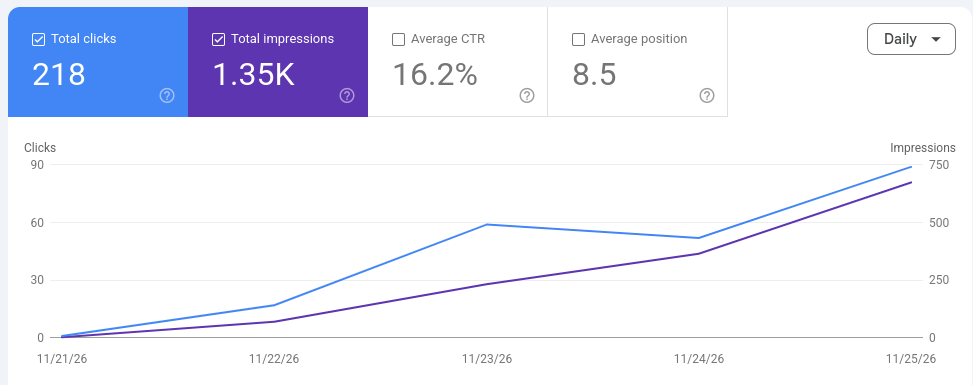 Total clicks
218
Total impressions
1.35K
Average CTR
16.2%
Average position
8.5
Daily
Clicks
Impressions
90
750
60
500
30
250
0
0
11/21/26
11/22/26
11/23/26
11/24/26
11/25/26